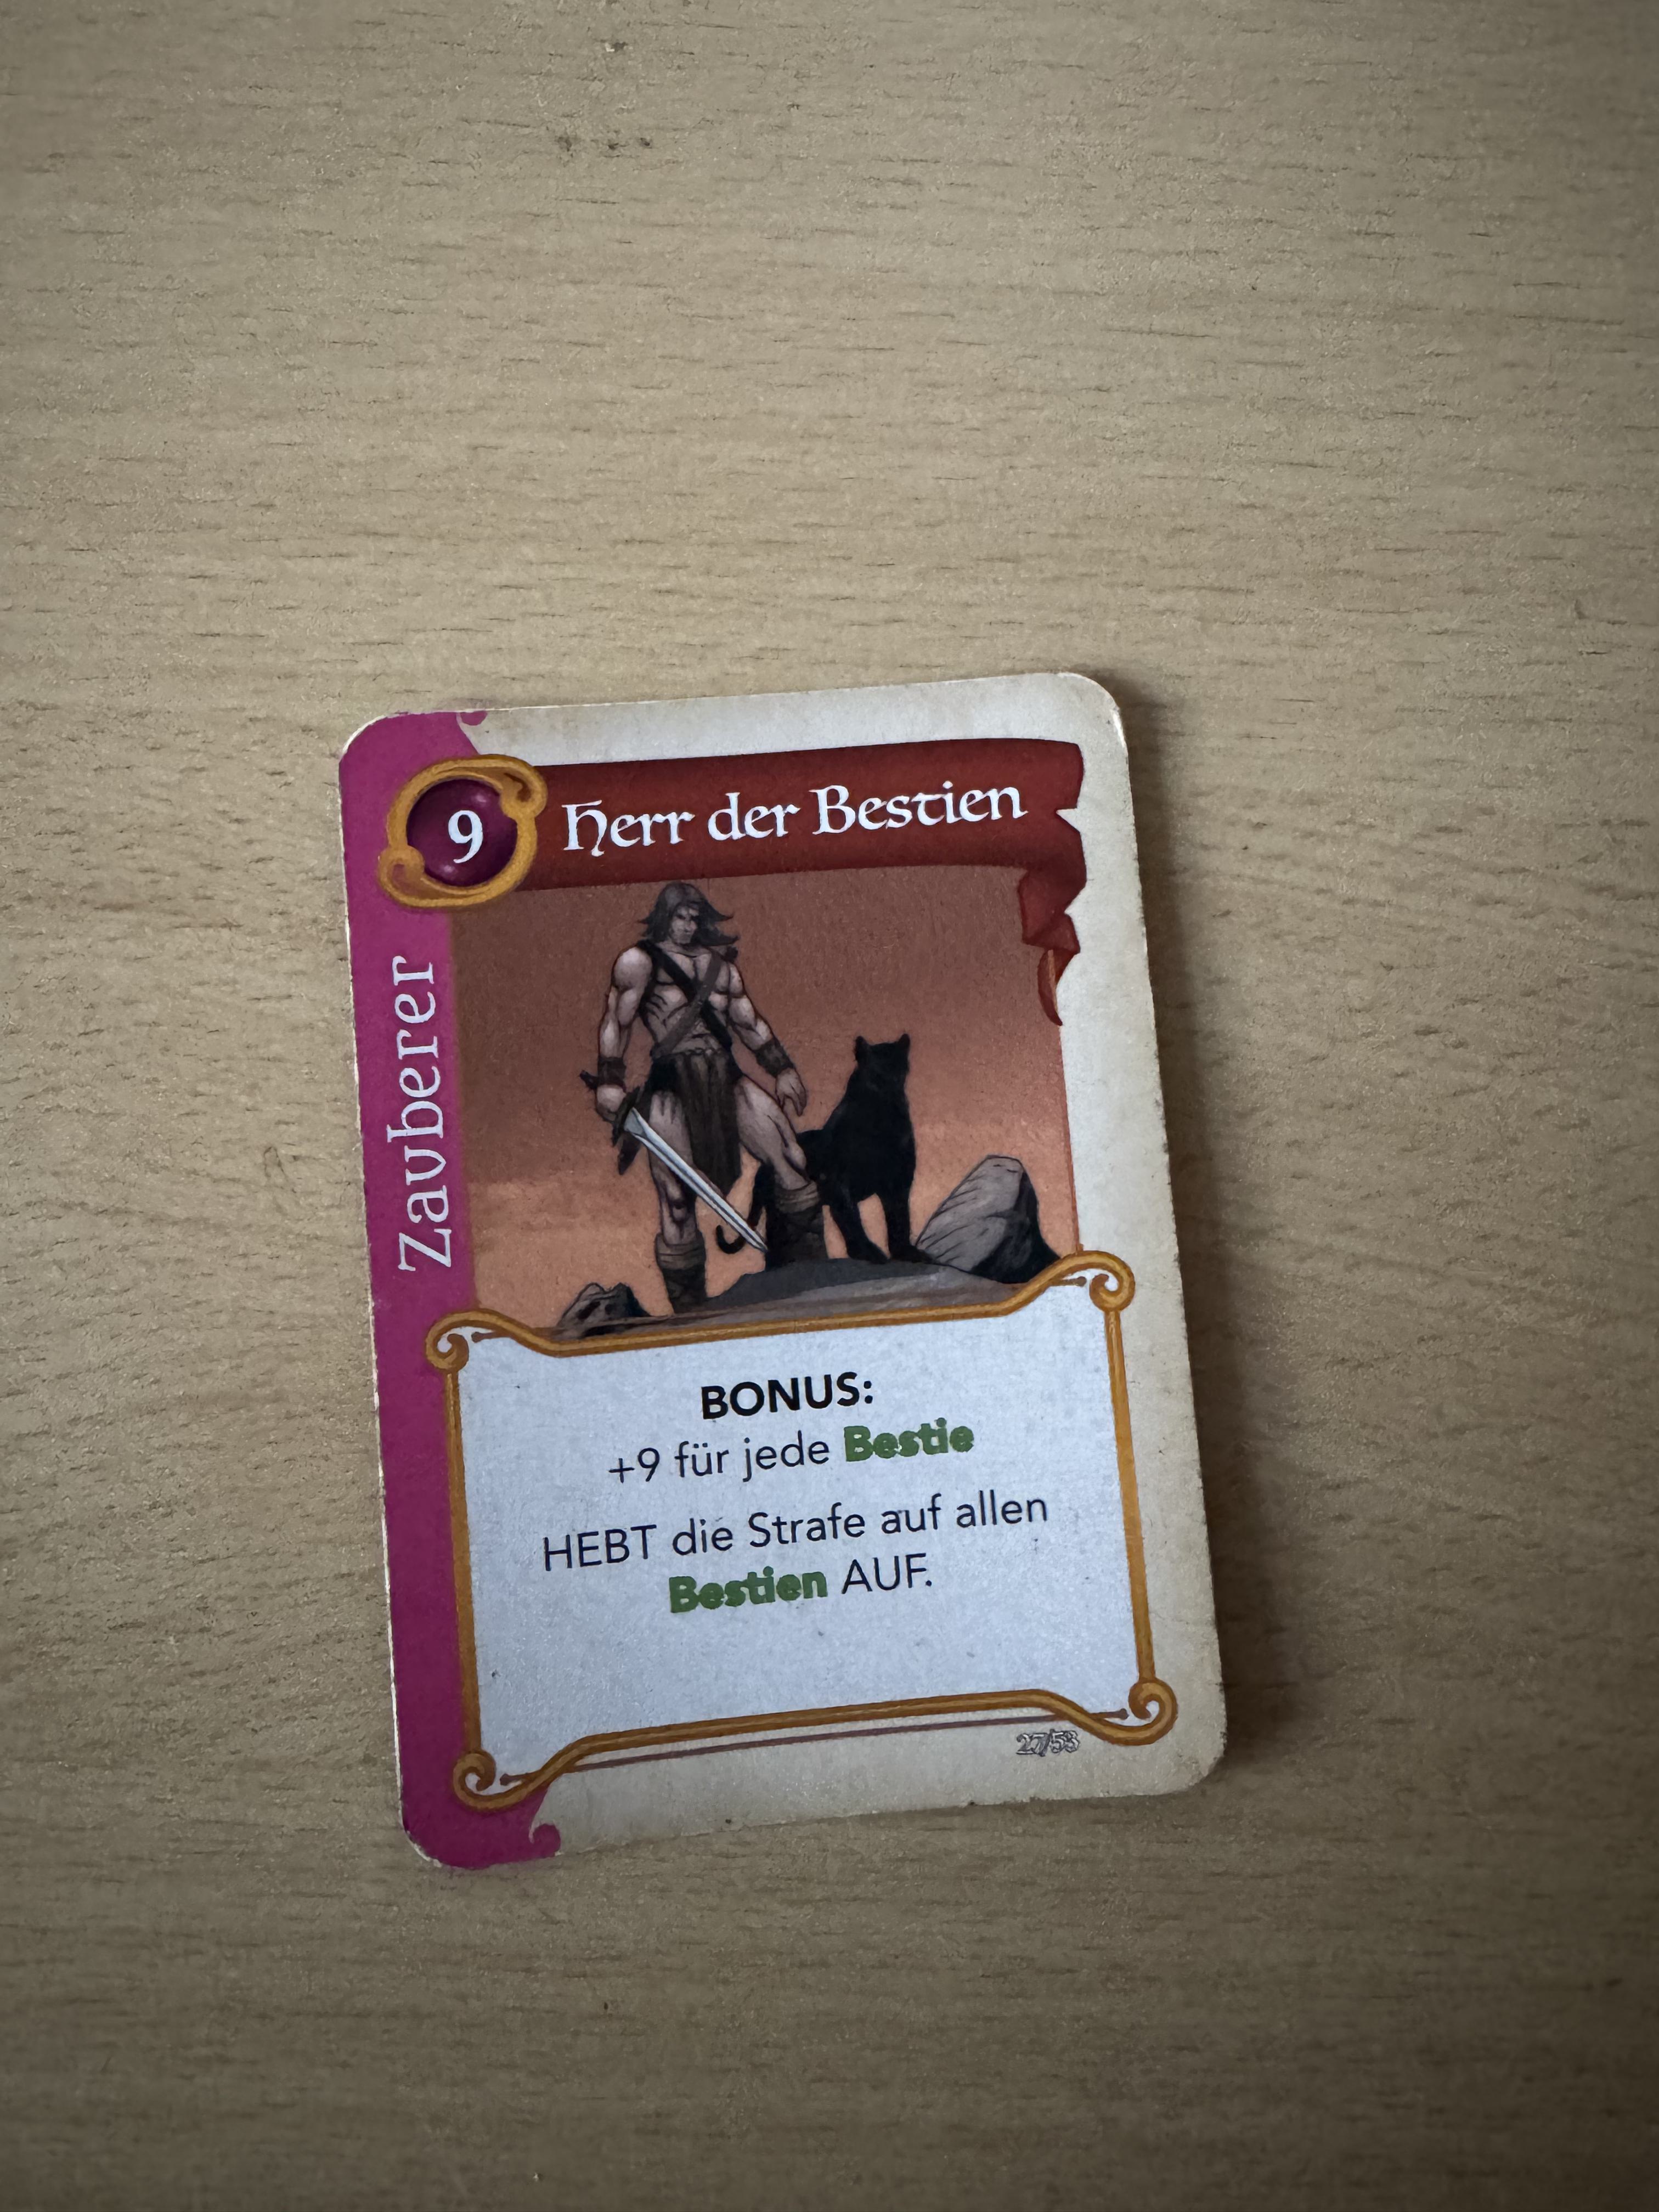 9
Herr der Bestien
Zauberer
BONUS:
+9 für jede Bestie
HEBT die Strafe auf allen
Bestien AUF.
27/53